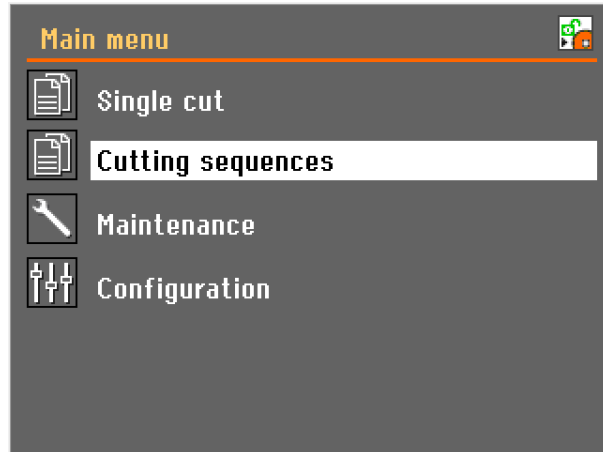 Main menu
Single cut
Cutting sequences
Maintenance
Configuration